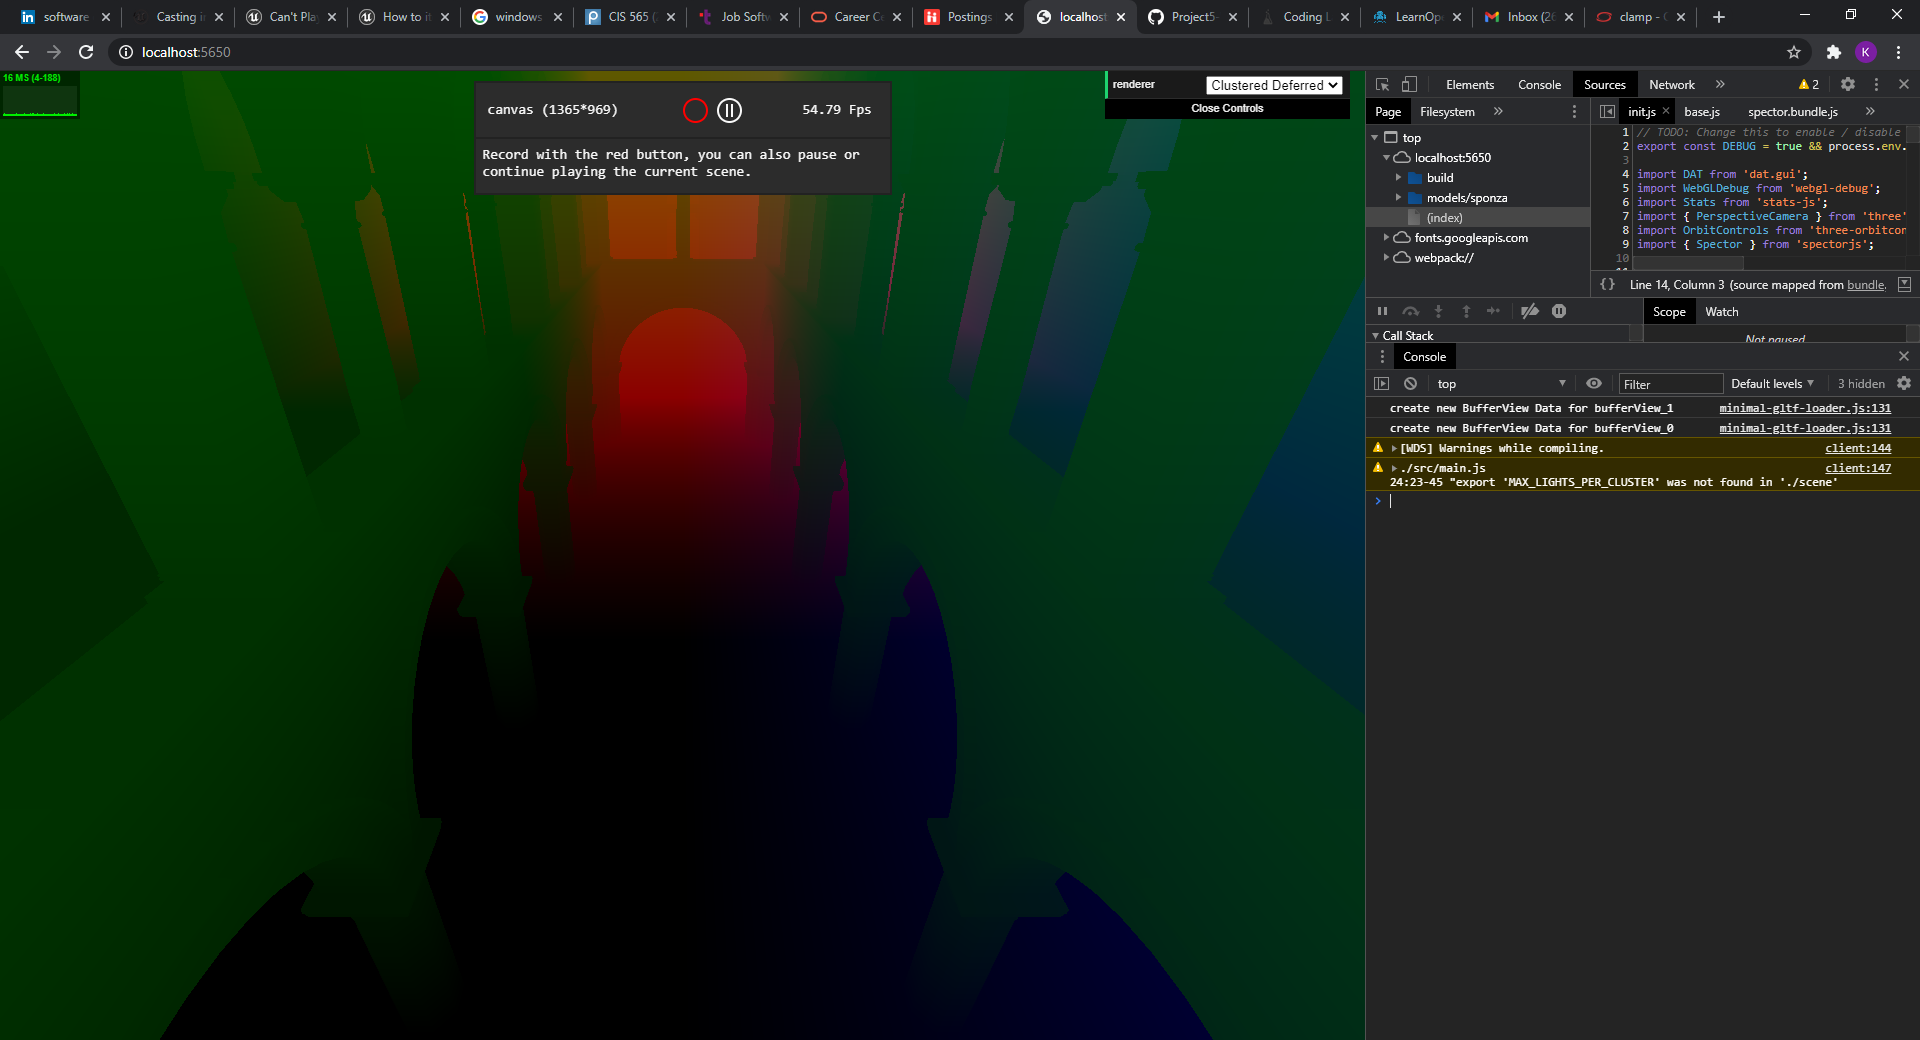 software
Casting i
Can't Pla
How to i
windows
CIS 565
Job Soft
Career C
Postings
localhost
Project5-
Coding
LearnOp
Inbox (2
clamp -
localhost:5650
K
16 MS (4-188)
canvas (1365*969)
54.79 Fps
Record with the red button, you can also pause or
continue playing the current scene.
renderer
Clustered Deferred
Close Controls
Elements
Console
Sources
Network
2
Page
Filesystem
init.js
base.js
spector.bundle.js
top
localhost:5650
build
models/sponza
(index)
fonts.googleapis.com
webpack://
1 // TODO: Change this to enable / disable
2 export const DEBUG = true && process.env.
3
4 import DAT from 'dat.gui';
5 import WebGLDebug from 'webgl-debug';
6 import Stats from 'stats-js';
7 import { PerspectiveCamera } from 'three'
8 import OrbitControls from 'three-orbitcon
9 import { Spector } from 'spectorjs';
10
{} Line 14, Column 3 (source mapped from bundle.
Scope
Watch
Call Stack
Not paused
Console
top
Filter
Default levels
3 hidden
create new BufferView Data for bufferView_1 minimal-gltf-loader.js:131
create new BufferView Data for bufferView_0 minimal-gltf-loader.js:131
[WDS] Warnings while compiling. client:144
./src/main.js client:147
24:23-45 "export 'MAX_LIGHTS_PER_CLUSTER' was not found in './scene'